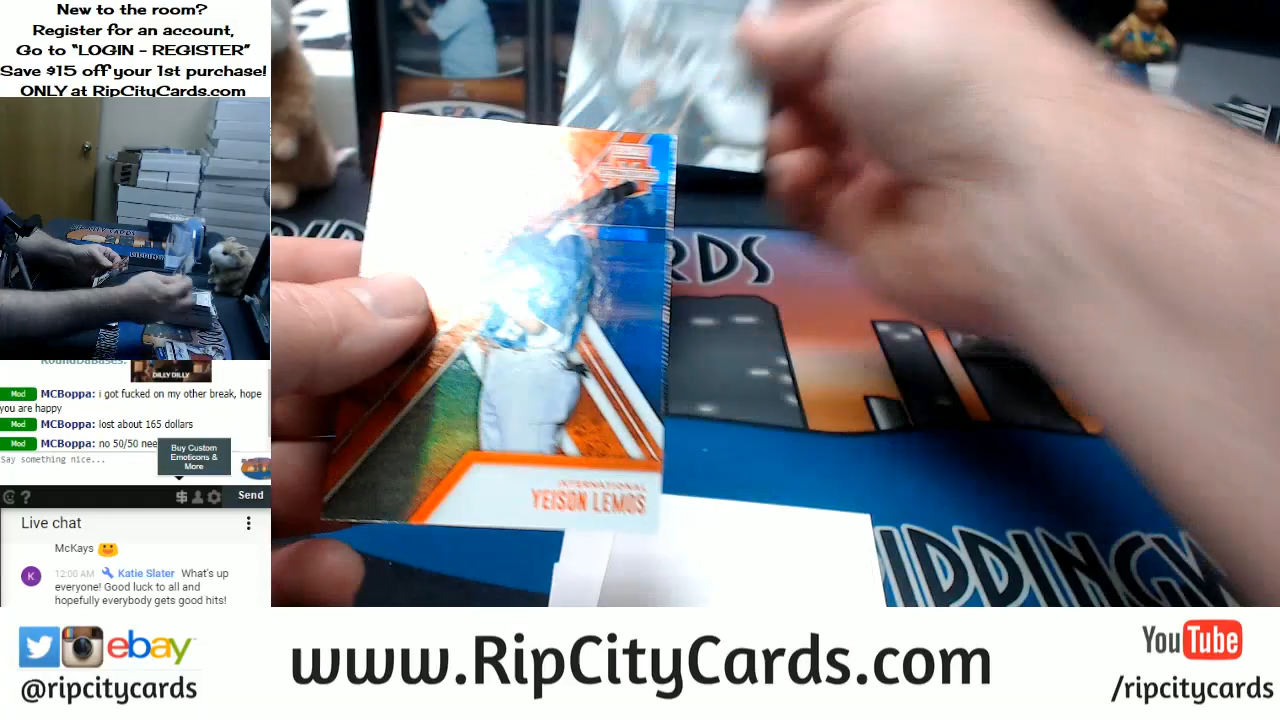 New to the room?
Register for an account,
Go to “LOGIN - REGISTER”
Save $15 off your 1st purchase!
ONLY at RipCityCards.com
RoundDaBases:
DILLY DILLY
Mod MCBoppa: i got fucked on my other break, hope
you are happy
Mod MCBoppa: lost about 165 dollars
Mod MCBoppa: no 50/50
Buy Custom
Emoticons &
More
Say something nice...
Send
Live chat
McKays
K 12:00 AM Katie Slater What's up
everyone! Good luck to all and
hopefully everybody gets good hits!
INTERNATIONAL
YEISON LEMOS
ebay
@ripcitycards
www.RipCityCards.com
YouTube
/ripcitycards